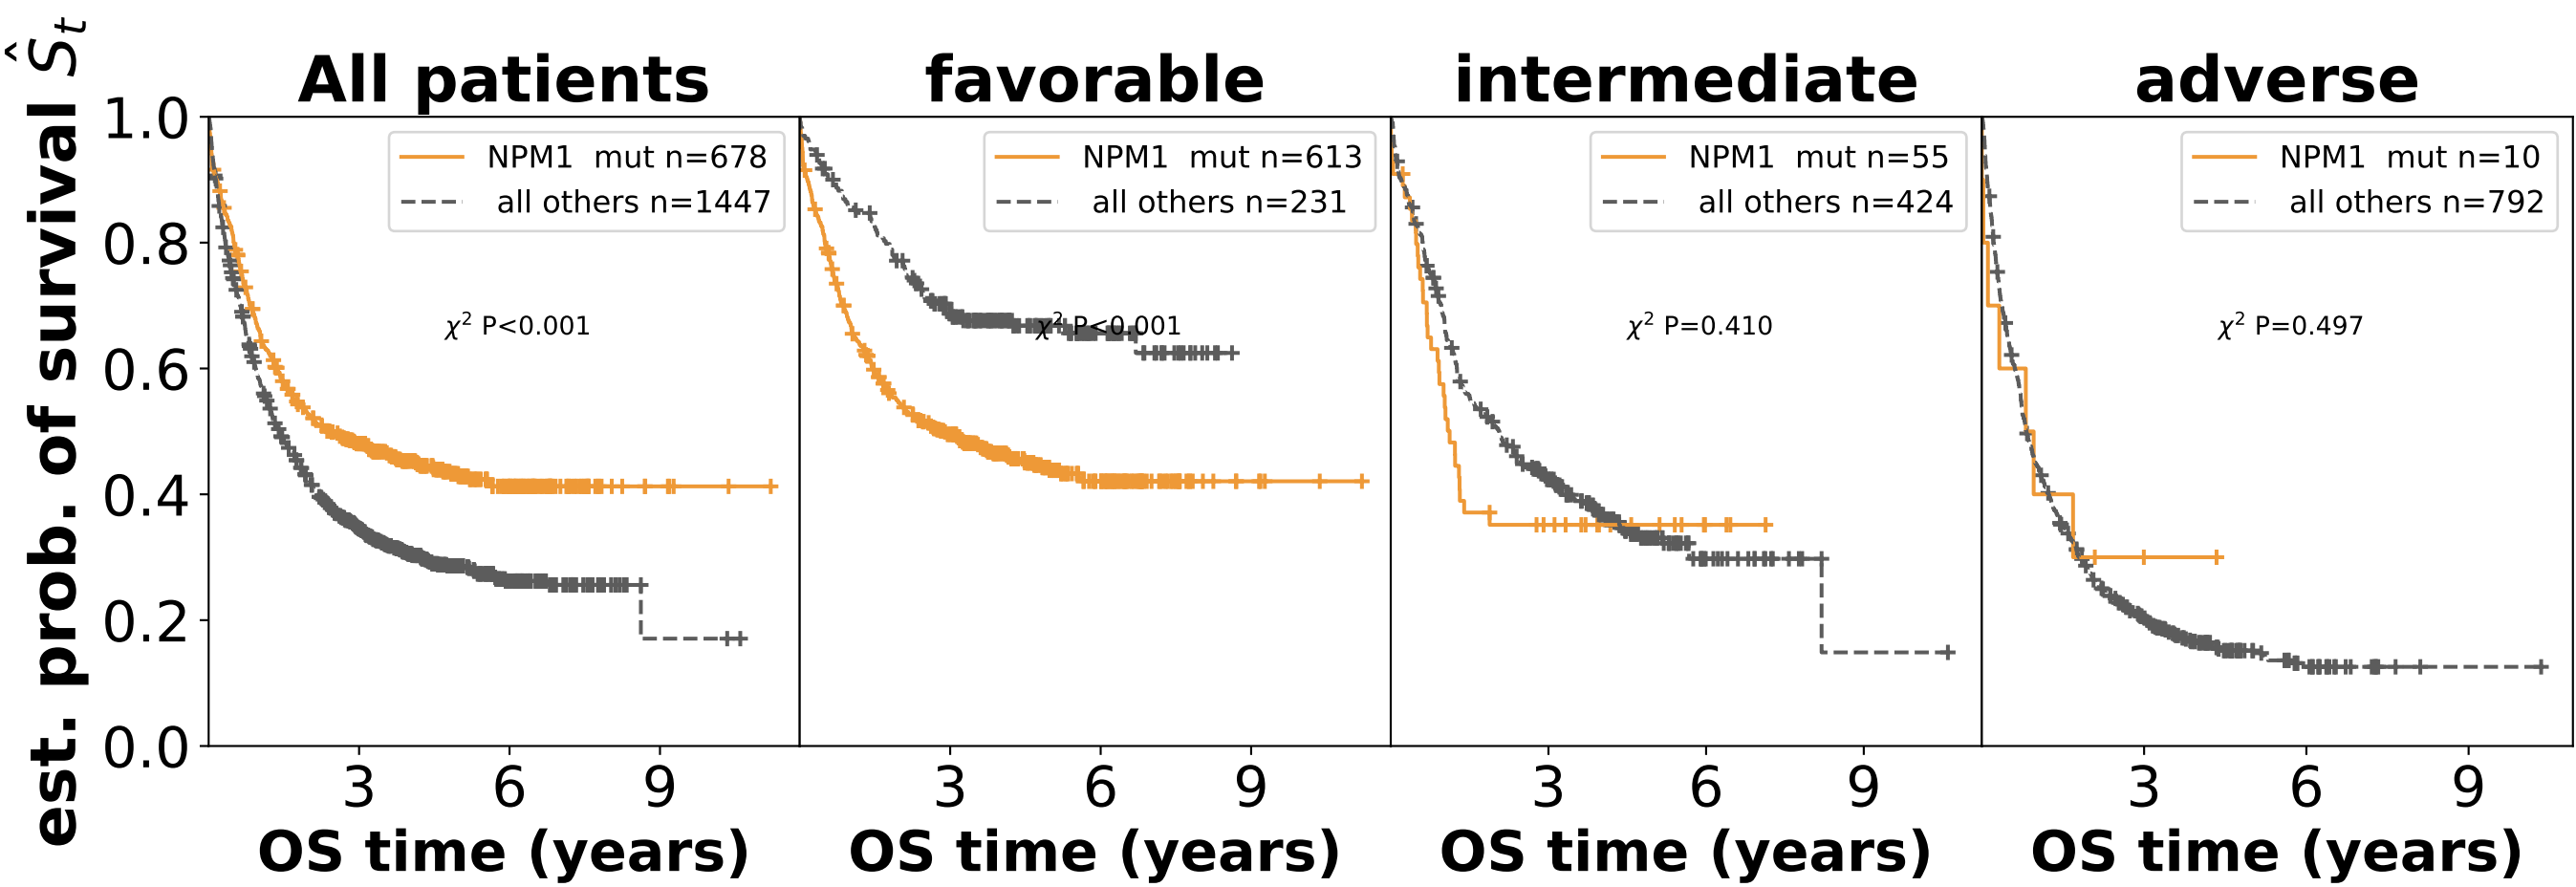 est. prob. of survival Ŝt
All patients
1.0
0.8
0.6
0.4
0.2
0.0
NPM1 mut n=678
all others n=1447
χ² P<0.001
3 6 9
OS time (years)
favorable
NPM1 mut n=613
all others n=231
χ² P<0.001
3 6 9
OS time (years)
intermediate
NPM1 mut n=55
all others n=424
χ² P=0.410
3 6 9
OS time (years)
adverse
NPM1 mut n=10
all others n=792
χ² P=0.497
3 6 9
OS time (years)